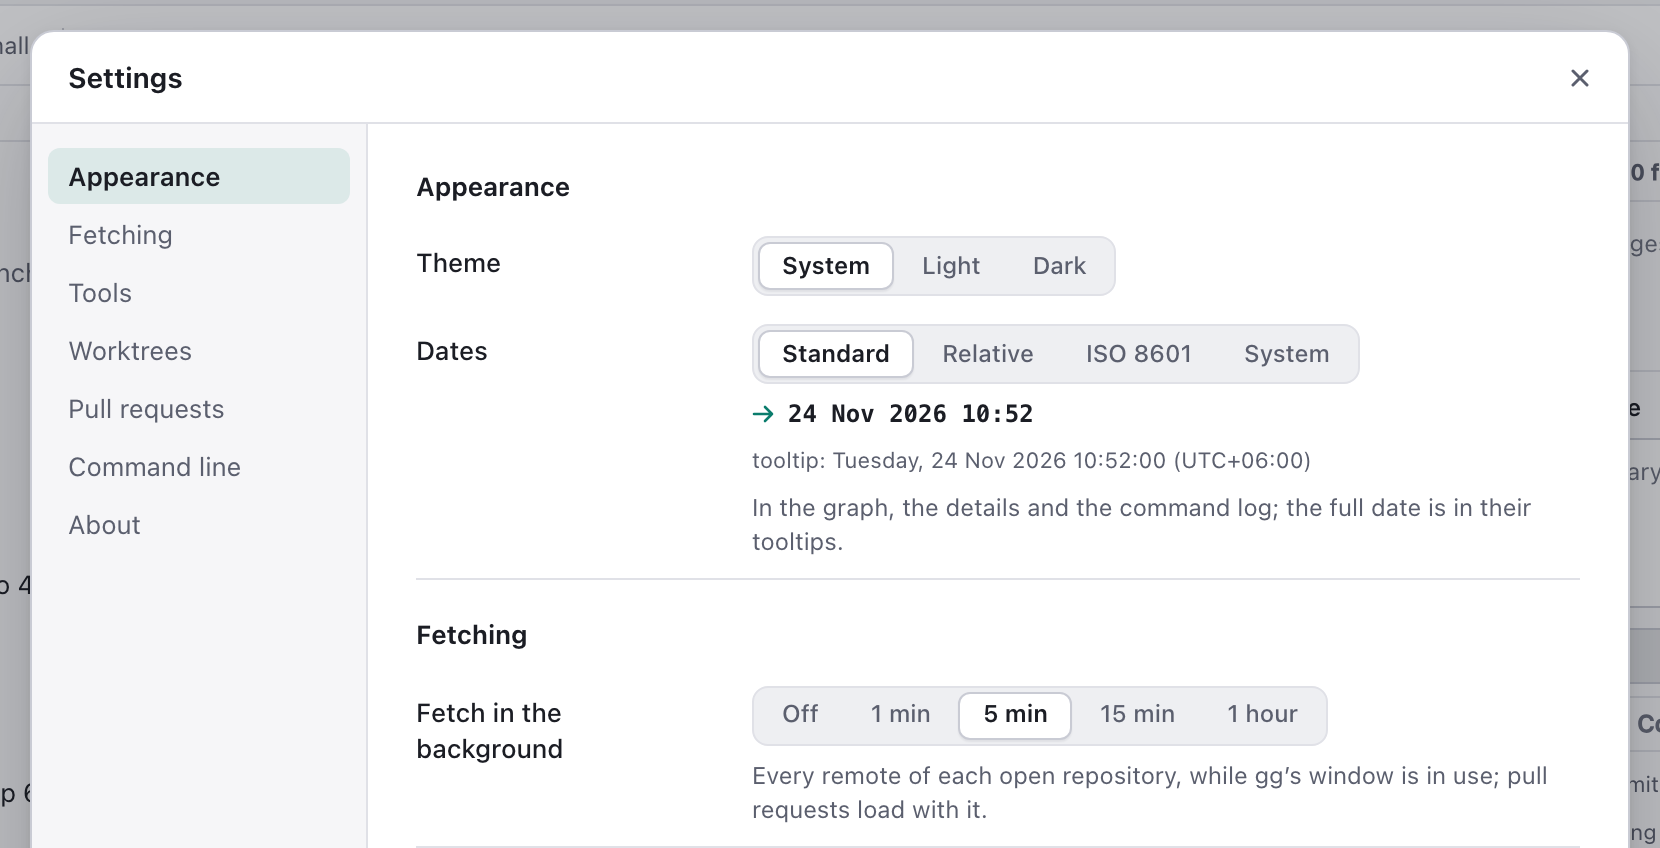 Settings
Appearance
Fetching
Tools
Worktrees
Pull requests
Command line
About
Appearance
Theme
System Light Dark
Dates
Standard Relative ISO 8601 System
→ 24 Nov 2026 10:52
tooltip: Tuesday, 24 Nov 2026 10:52:00 (UTC+06:00)
In the graph, the details and the command log; the full date is in their
tooltips.
Fetching
Fetch in the
background
Off 1 min 5 min 15 min 1 hour
Every remote of each open repository, while gg’s window is in use; pull
requests load with it.